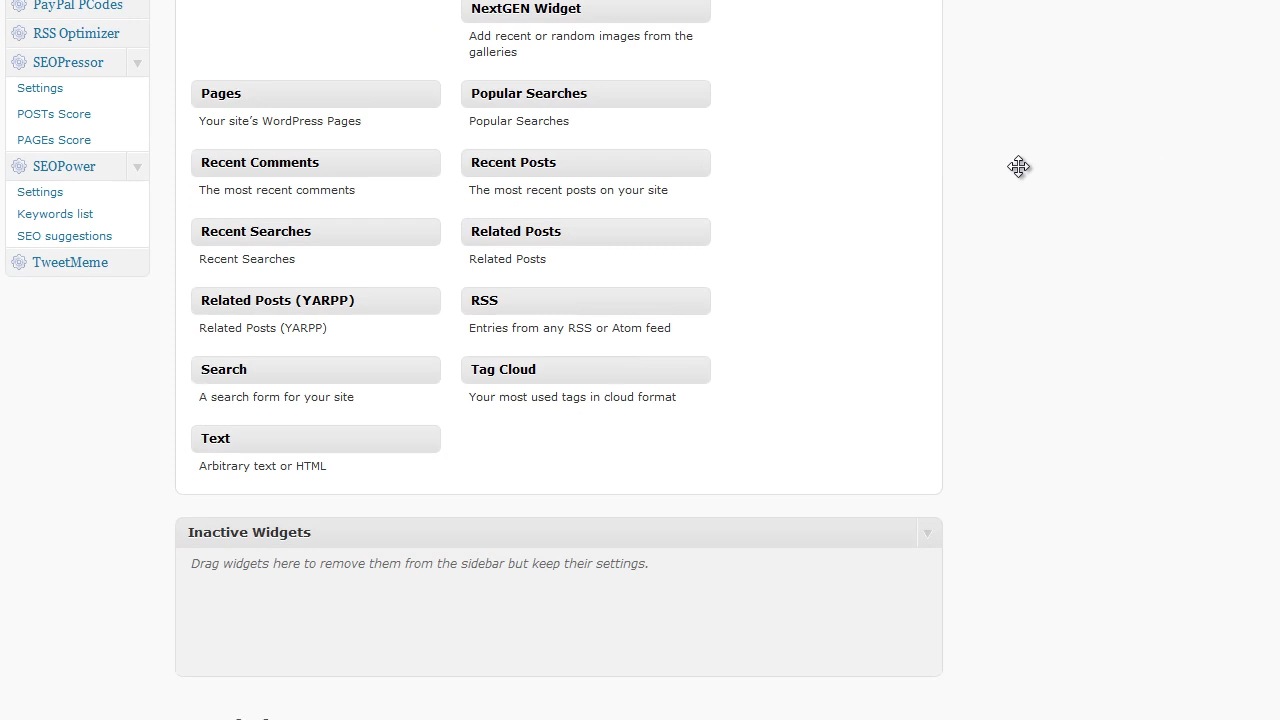 PayPal PCodes
RSS Optimizer
SEOPressor
Settings
POSTs Score
PAGEs Score
SEOPower
Settings
Keywords list
SEO suggestions
TweetMeme
NextGEN Widget
Add recent or random images from the
galleries
Pages
Your site's WordPress Pages
Popular Searches
Popular Searches
Recent Comments
The most recent comments
Recent Posts
The most recent posts on your site
Recent Searches
Recent Searches
Related Posts
Related Posts
Related Posts (YARPP)
Related Posts (YARPP)
RSS
Entries from any RSS or Atom feed
Search
A search form for your site
Tag Cloud
Your most used tags in cloud format
Text
Arbitrary text or HTML
Inactive Widgets
Drag widgets here to remove them from the sidebar but keep their settings.